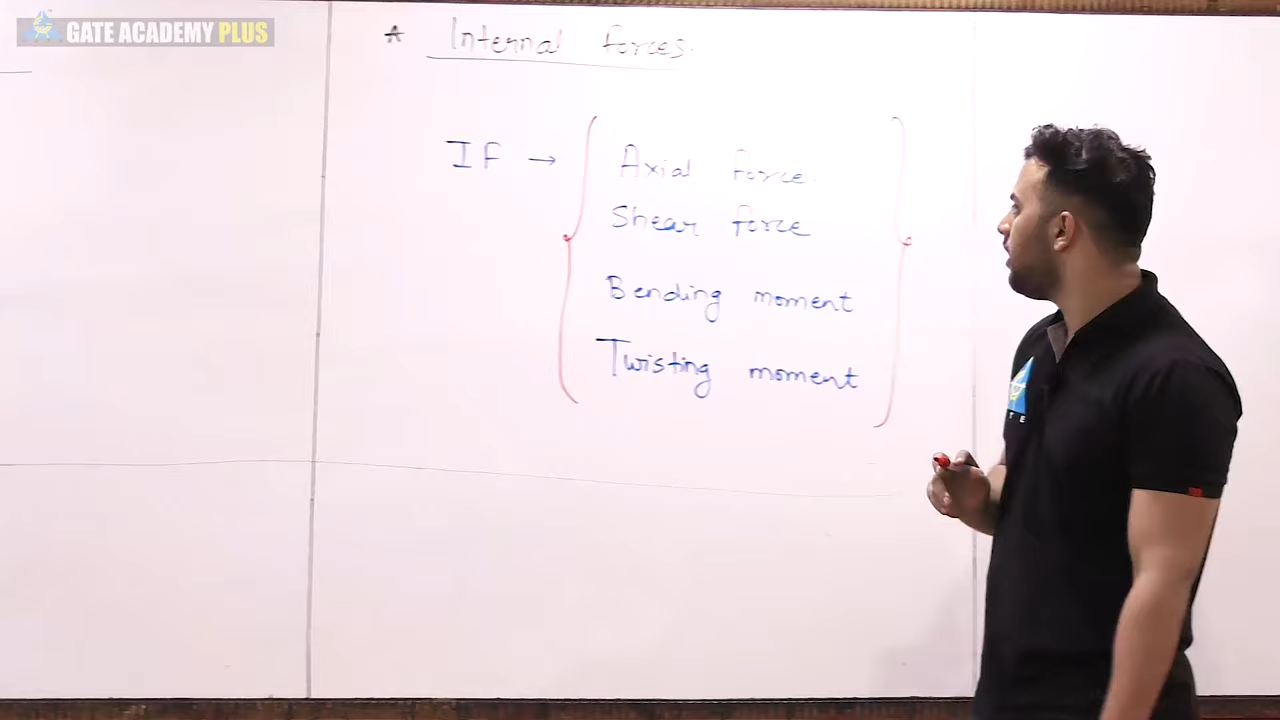 GATE ACADEMY PLUS
* Internal forces.
IF → { Axial force.
Shear force
Bending moment
Twisting moment }